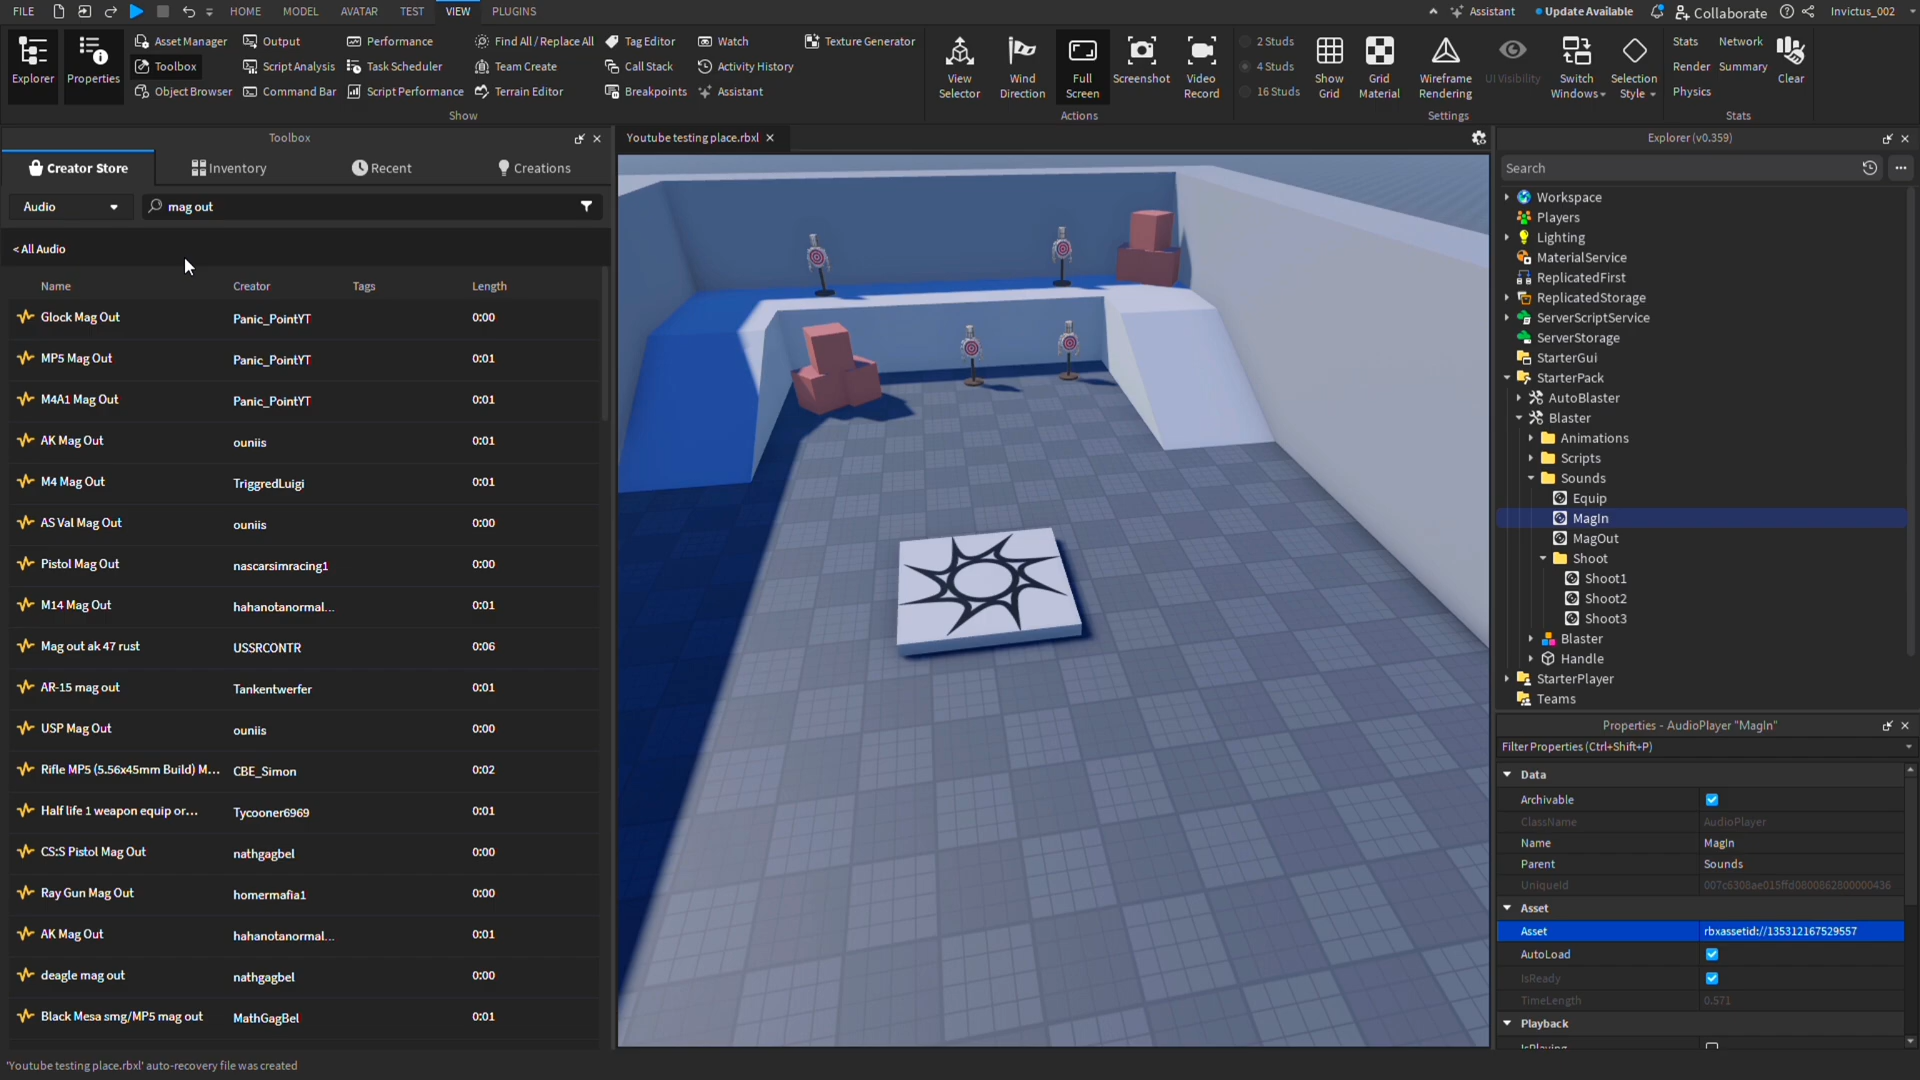 FILE HOME MODEL AVATAR TEST VIEW PLUGINS Assistant Update Available Collaborate Invictus_002
Explorer Properties
Asset Manager Output Performance Find All / Replace All Tag Editor Watch Texture Generator
Toolbox Script Analysis Task Scheduler Team Create Call Stack Activity History
Object Browser Command Bar Script Performance Terrain Editor Breakpoints Assistant
Show
View Selector Wind Direction Full Screen Screenshot Video Record
Actions
2 Studs
4 Studs
16 Studs
Show Grid Grid Material Wireframe Rendering UI Visibility Switch Windows Selection Style
Settings
Stats Network
Render Summary
Physics
Clear
Stats
Toolbox
Creator Store Inventory Recent Creations
Audio mag out
< All Audio
Name Creator Tags Length
Glock Mag Out Panic_PointYT 0:00
MP5 Mag Out Panic_PointYT 0:01
M4A1 Mag Out Panic_PointYT 0:01
AK Mag Out ouniis 0:01
M4 Mag Out TriggredLuigi 0:01
AS Val Mag Out ouniis 0:00
Pistol Mag Out nascarsimracing1 0:00
M14 Mag Out hahanotanormal... 0:01
Mag out ak 47 rust USSRCONTR 0:06
AR-15 mag out Tankentwerfer 0:01
USP Mag Out ouniis 0:00
Rifle MP5 (5.56x45mm Build) M... CBE_Simon 0:02
Half life 1 weapon equip or... Tycooner6969 0:01
CS:S Pistol Mag Out nathgagbel 0:00
Ray Gun Mag Out homermafia1 0:00
AK Mag Out hahanotanormal... 0:01
deagle mag out nathgagbel 0:00
Black Mesa smg/MP5 mag out MathGagBel 0:01
'Youtube testing place.rbxl' auto-recovery file was created
Youtube testing place.rbxl
Explorer (v0.359)
Search
Workspace
Players
Lighting
MaterialService
ReplicatedFirst
ReplicatedStorage
ServerScriptService
ServerStorage
StarterGui
StarterPack
AutoBlaster
Blaster
Animations
Scripts
Sounds
Equip
MagIn
MagOut
Shoot
Shoot1
Shoot2
Shoot3
Blaster
Handle
StarterPlayer
Teams
Properties - AudioPlayer "MagIn"
Filter Properties (Ctrl+Shift+P)
Data
Archivable
ClassName AudioPlayer
Name MagIn
Parent Sounds
UniqueId 007c6308ae015ffd0800862800000436
Asset
Asset rbxassetid://135312167529557
AutoLoad
IsReady
TimeLength 0.571
Playback
IsPlaying